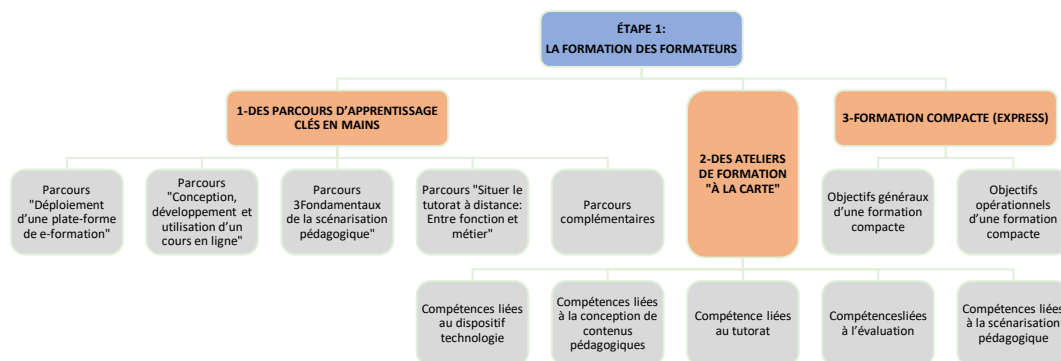 ÉTAPE 1:
LA FORMATION DES FORMATEURS
1-DES PARCOURS D'APPRENTISSAGE
CLÉS EN MAINS
2-DES ATELIERS
DE FORMATION
"À LA CARTE"
3-FORMATION COMPACTE (EXPRESS)
Parcours
"Déploiement
d'une plate-forme
de e-formation"
Parcours
"Conception,
développement et
utilisation d'un
cours en ligne"
Parcours
3Fondamentaux
de la scénarisation
pédagogique"
Parcours "Situer le
tutorat à distance:
Entre fonction et
métier"
Parcours
complémentaires
Objectifs généraux
d'une formation
compacte
Objectifs
opérationnels
d'une formation
compacte
Compétences liées
au dispositif
technologie
Compétences liées
à la conception de
contenus
pédagogiques
Compétence liées
au tutorat
Compétencesliées
à l'évaluation
Compétences liées
à la scénarisation
pédagogique